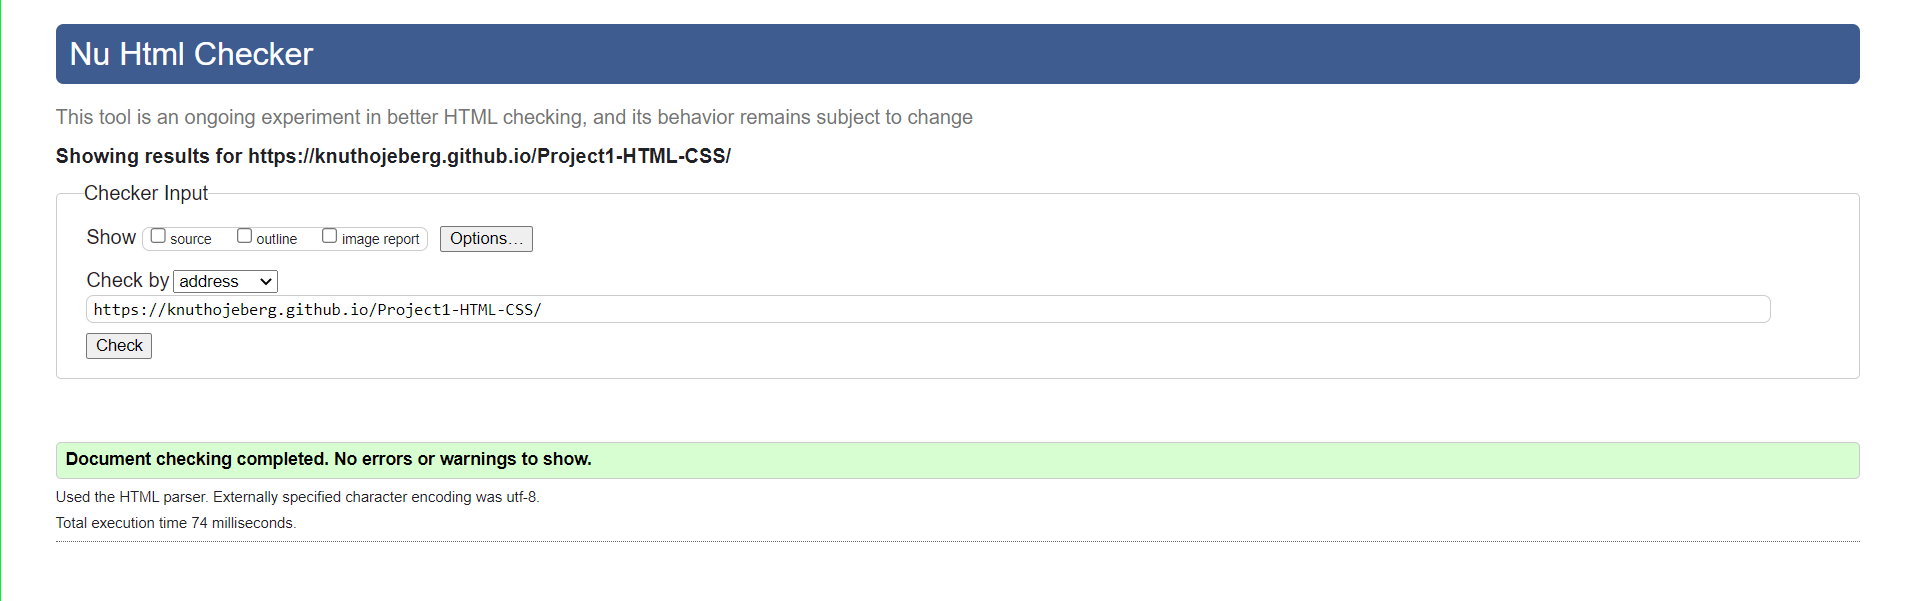 Nu Html Checker
This tool is an ongoing experiment in better HTML checking, and its behavior remains subject to change
Showing results for https://knuthojeberg.github.io/Project1-HTML-CSS/
Checker Input
Show source outline image report Options…
Check by address
https://knuthojeberg.github.io/Project1-HTML-CSS/
Check
Document checking completed. No errors or warnings to show.
Used the HTML parser. Externally specified character encoding was utf-8.
Total execution time 74 milliseconds.